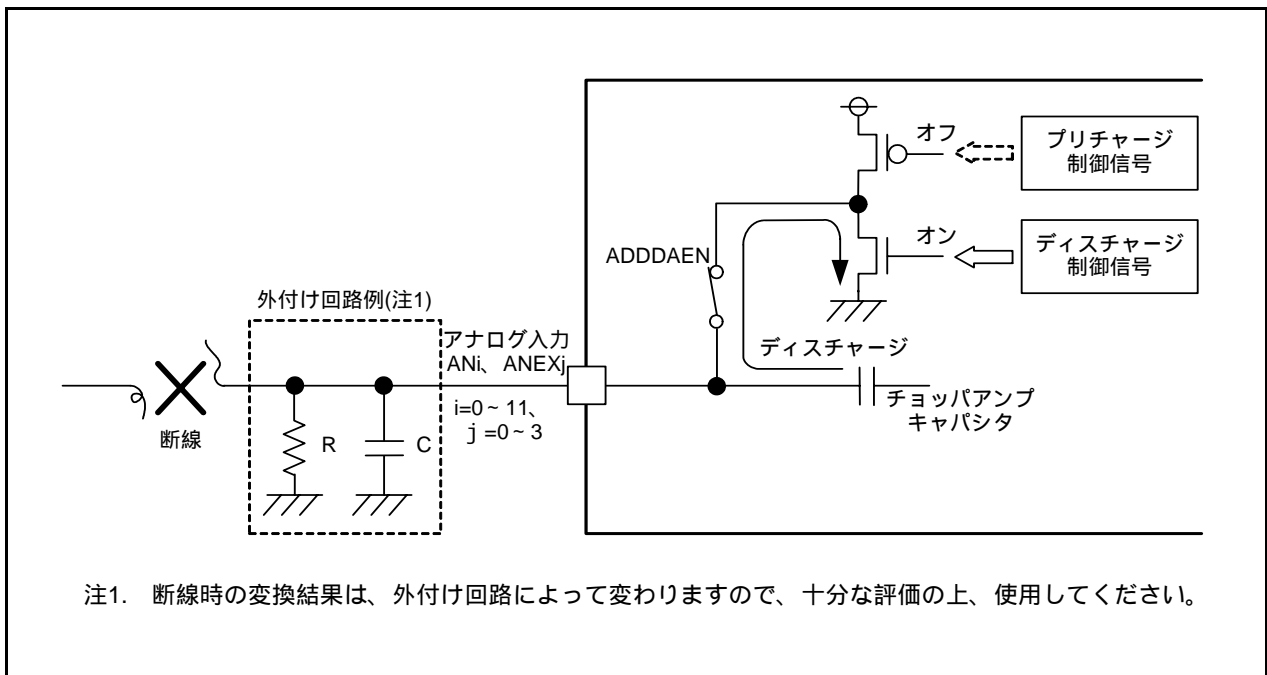 オフ
プリチャージ
制御信号
オン
ディスチャージ
制御信号
ADDDAEN
外付け回路例(注1)
アナログ入力
ANi、ANEXj
i=0~11、
j=0~3
ディスチャージ
チョッパアンプ
キャパシタ
断線
R
C
注1. 断線時の変換結果は、外付け回路によって変わりますので、十分な評価の上、使用してください。